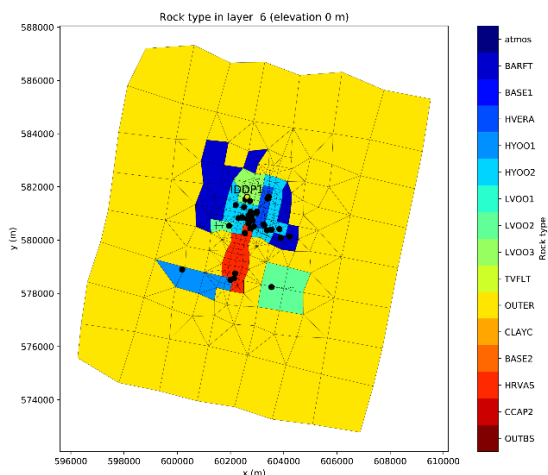 Rock type in layer 6 (elevation 0 m)
588000
586000
584000
582000
580000
578000
576000
574000
y (m)
IDDP1
596000 598000 600000 602000 604000 606000 608000 610000
x (m)
atmos
BARFT
BASE1
HVERA
HYOO1
HYOO2
LVOO1
LVOO2
LVOO3
TVFLT
OUTER
CLAYC
BASE2
HRVAS
CCAP2
OUTBS
Rock type